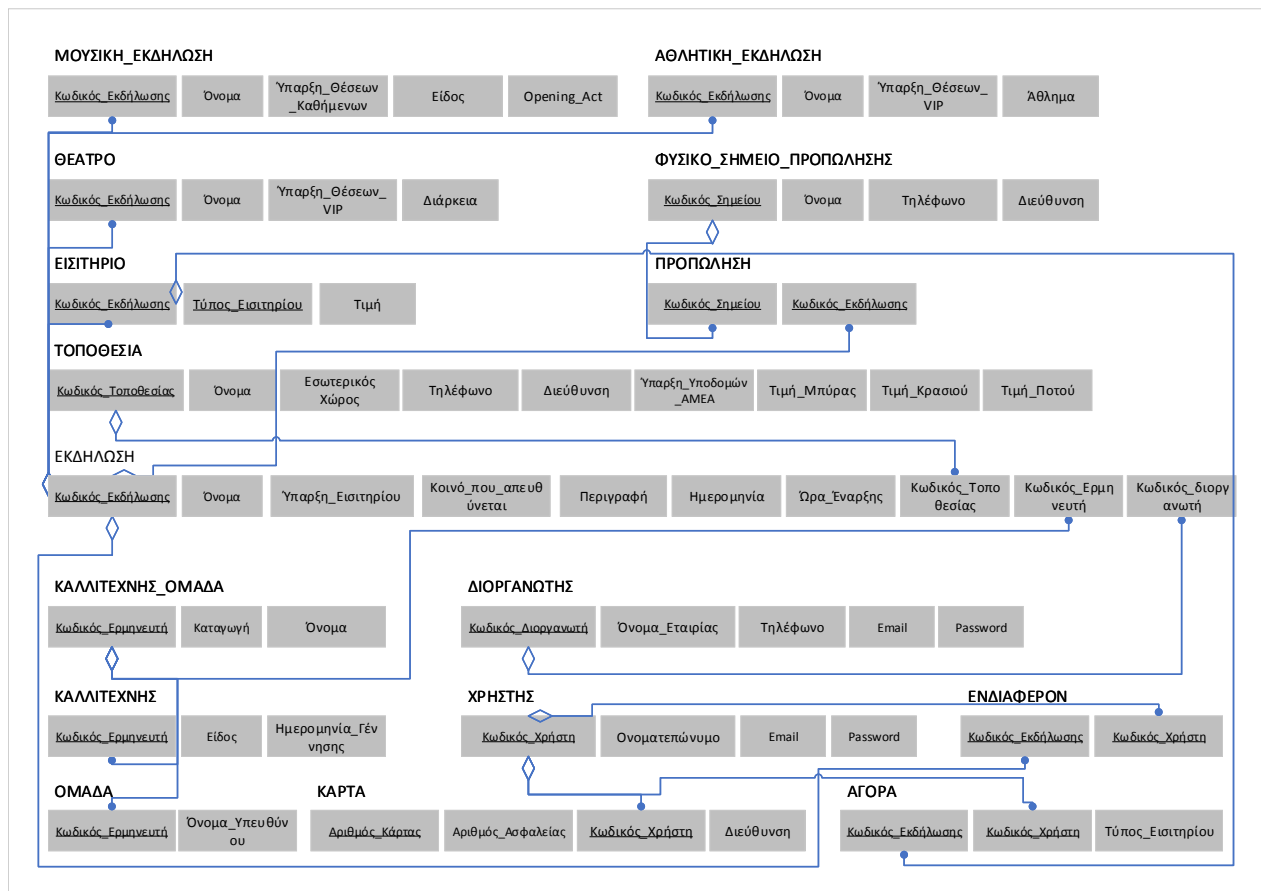 ΜΟΥΣΙΚΗ_ΕΚΔΗΛΩΣΗ
Κωδικός_Εκδήλωσης
Όνομα
Ύπαρξη_Θέσεων
_Καθήμενων
Είδος
Opening_Act
ΑΘΛΗΤΙΚΗ_ΕΚΔΗΛΩΣΗ
Κωδικός_Εκδήλωσης
Όνομα
Ύπαρξη_Θέσεων_
VIP
Άθλημα
ΘΕΑΤΡΟ
Κωδικός_Εκδήλωσης
Όνομα
Ύπαρξη_Θέσεων_
VIP
Διάρκεια
ΦΥΣΙΚΟ_ΣΗΜΕΙΟ_ΠΡΟΠΩΛΗΣΗΣ
Κωδικός_Σημείου
Όνομα
Τηλέφωνο
Διεύθυνση
ΕΙΣΙΤΗΡΙΟ
Κωδικός_Εκδήλωσης
Τύπος_Εισιτηρίου
Τιμή
ΠΡΟΠΩΛΗΣΗ
Κωδικός_Σημείου
Κωδικός_Εκδήλωσης
ΤΟΠΟΘΕΣΙΑ
Κωδικός_Τοποθεσίας
Όνομα
Εσωτερικός
Χώρος
Τηλέφωνο
Διεύθυνση
Ύπαρξη_Υποδομών
_ΑΜΕΑ
Τιμή_Μπύρας
Τιμή_Κρασιού
Τιμή_Ποτού
ΕΚΔΗΛΩΣΗ
Κωδικός_Εκδήλωσης
Όνομα
Ύπαρξη_Εισιτηρίου
Κοινό_που_απευθ
ύνεται
Περιγραφή
Ημερομηνία
Ώρα_Έναρξης
Κωδικός_Τοπο
θεσίας
Κωδικός_Ερμη
νευτή
Κωδικός_διοργ
ανωτή
ΚΑΛΛΙΤΕΧΝΗΣ_ΟΜΑΔΑ
Κωδικός_Ερμηνευτή
Καταγωγή
Όνομα
ΔΙΟΡΓΑΝΩΤΗΣ
Κωδικός_Διοργανωτή
Όνομα_Εταιρίας
Τηλέφωνο
Email
Password
ΚΑΛΛΙΤΕΧΝΗΣ
Κωδικός_Ερμηνευτή
Είδος
Ημερομηνία_Γέν
νησης
ΧΡΗΣΤΗΣ
Κωδικός_Χρήστη
Ονοματεπώνυμο
Email
Password
ΕΝΔΙΑΦΕΡΟΝ
Κωδικός_Εκδήλωσης
Κωδικός_Χρήστη
ΟΜΑΔΑ
Κωδικός_Ερμηνευτή
Όνομα_Υπευθύν
ου
ΚΑΡΤΑ
Αριθμός_Κάρτας
Αριθμός_Ασφαλείας
Κωδικός_Χρήστη
Διεύθυνση
ΑΓΟΡΑ
Κωδικός_Εκδήλωσης
Κωδικός_Χρήστη
Τύπος_Εισιτηρίου